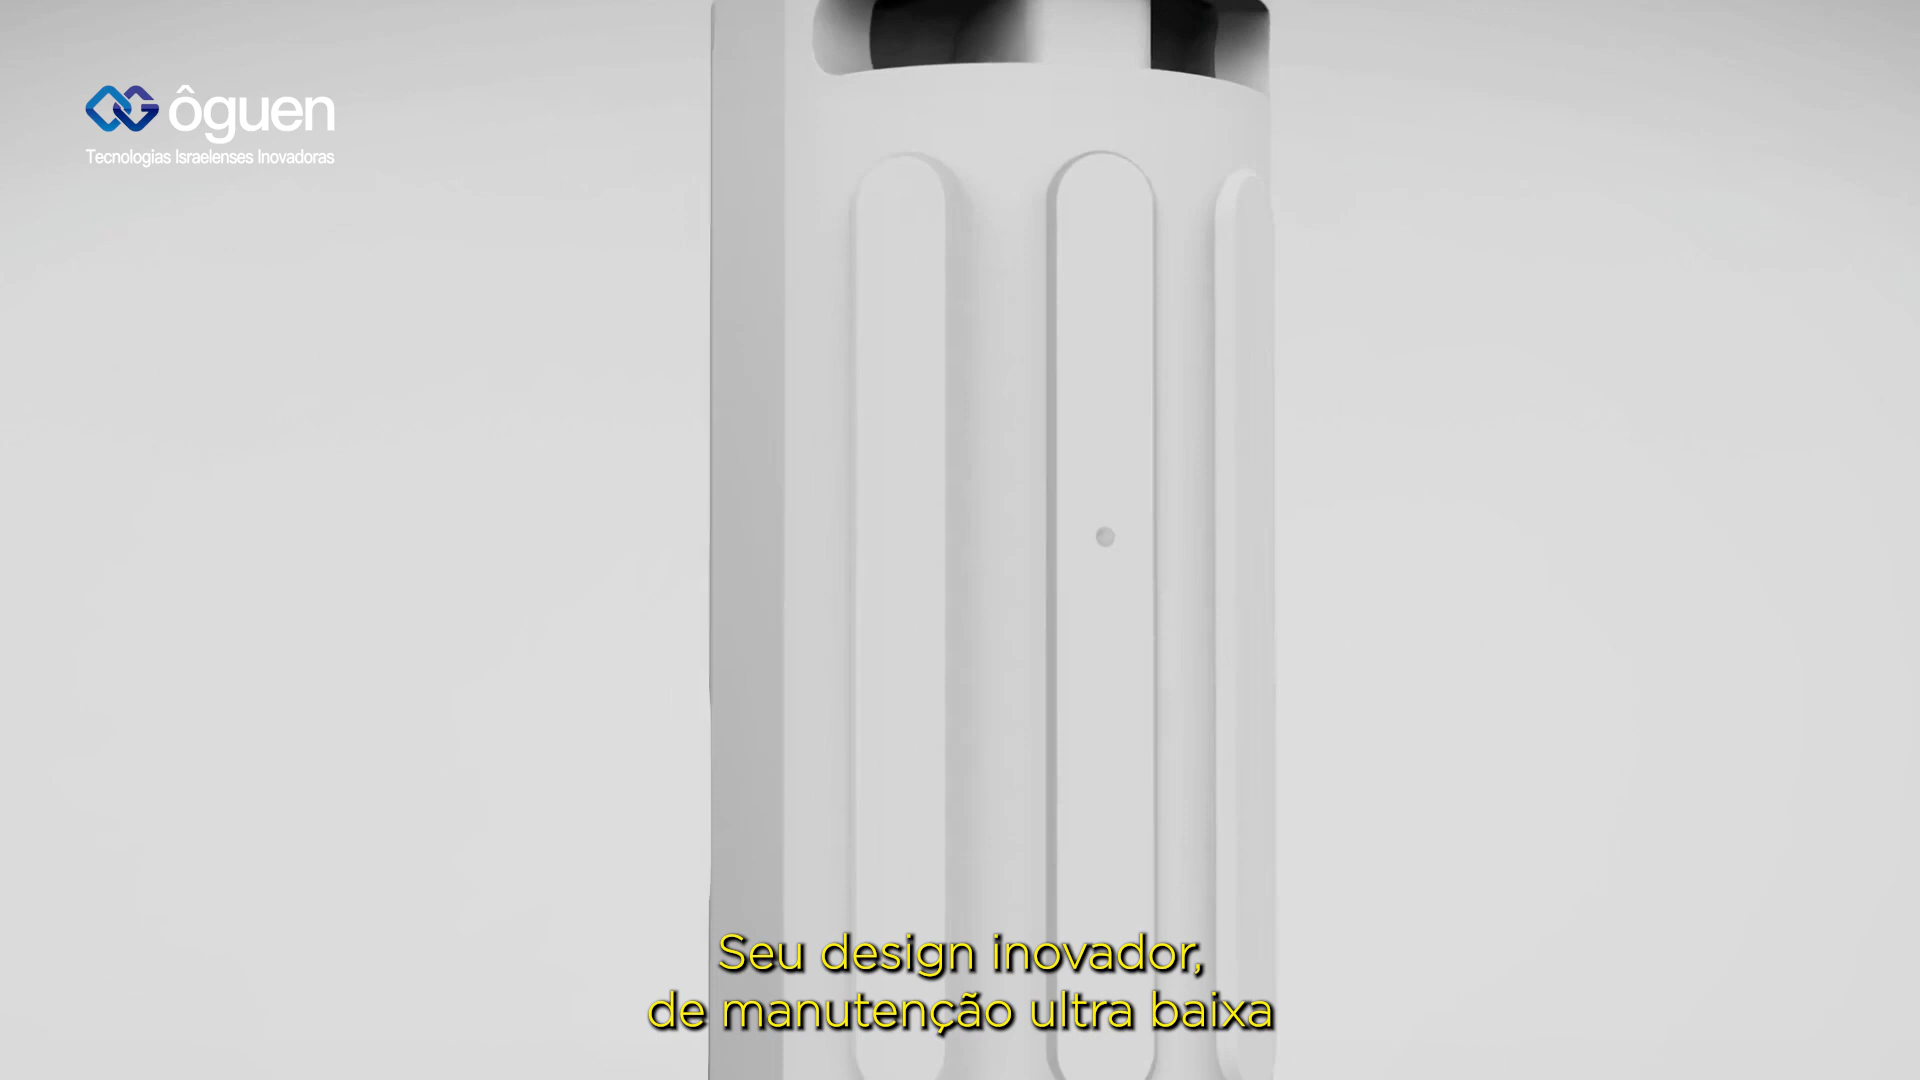 ôguen
Tecnologias Israelenses Inovadoras
Seu design inovador,
de manutenção ultra baixa